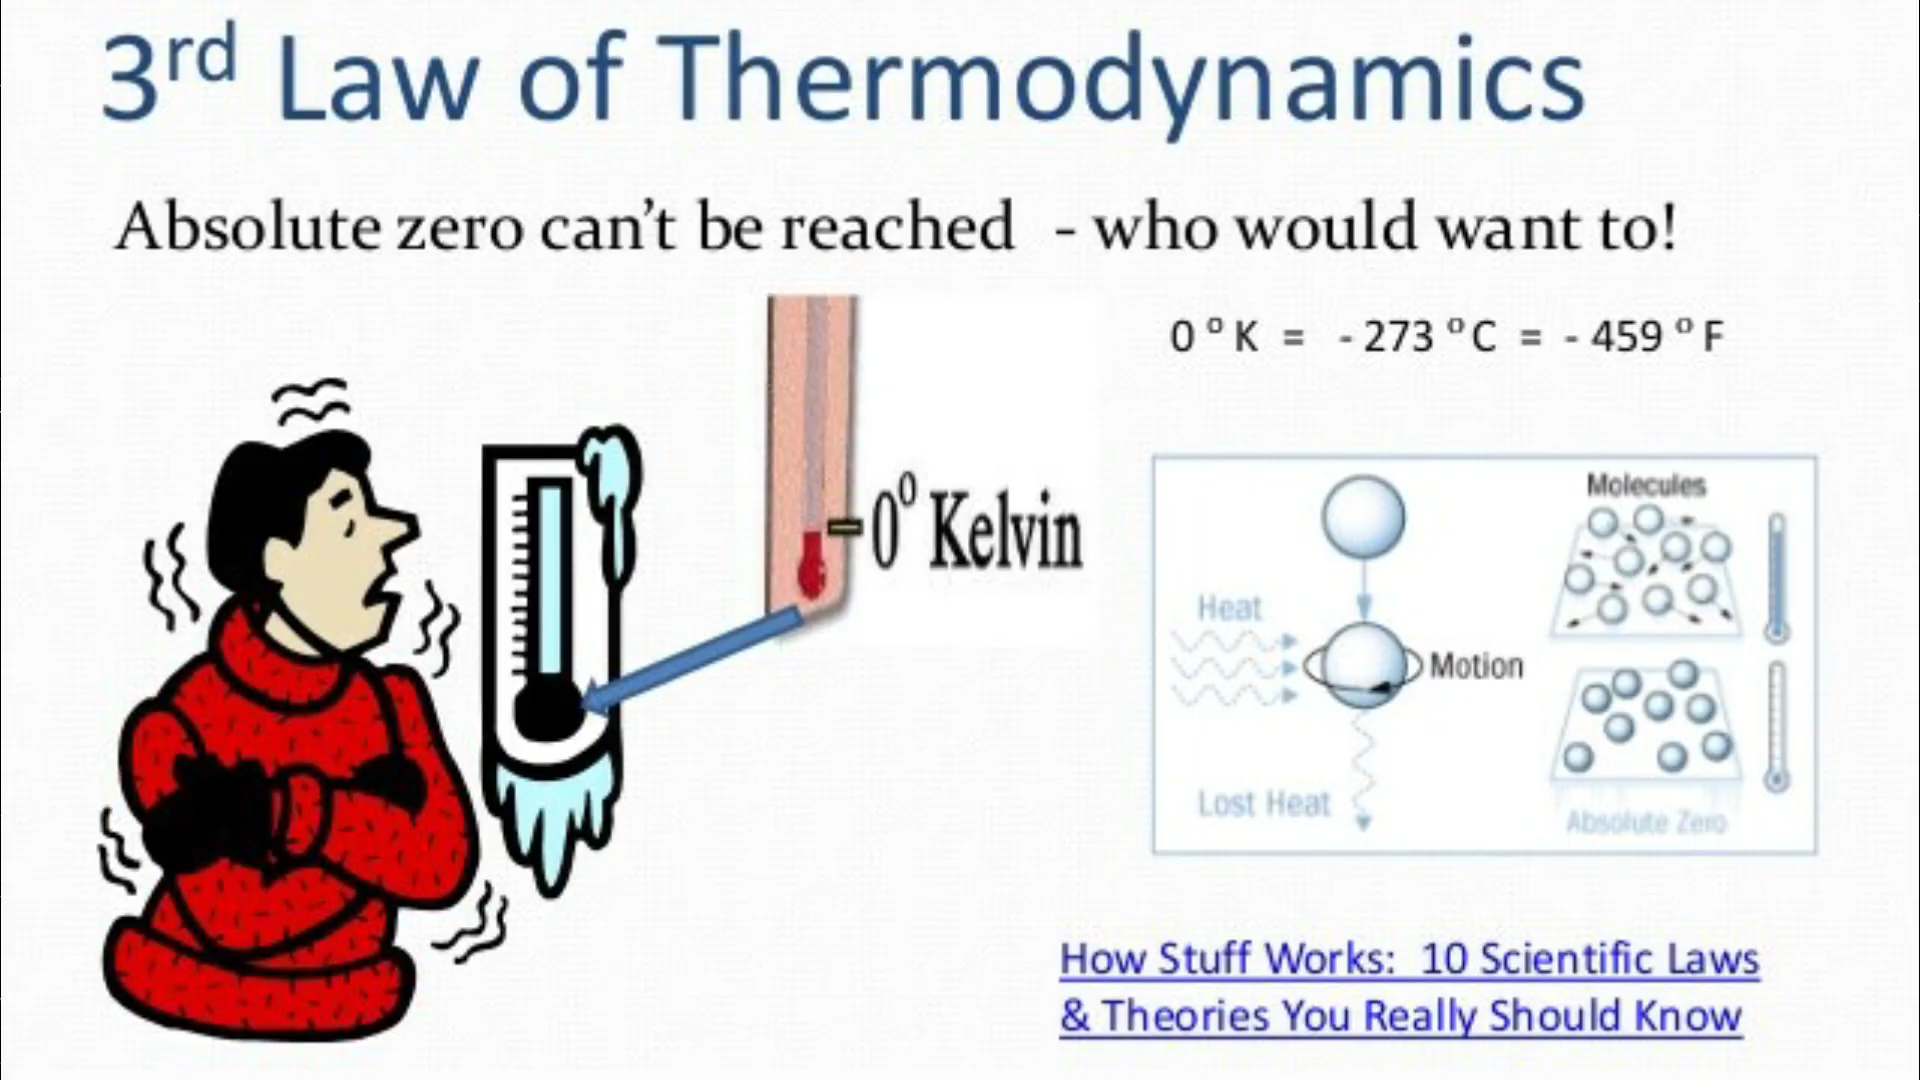 3rd Law of Thermodynamics
Absolute zero can't be reached - who would want to!
0 º K = - 273 º C = - 459 º F
0º Kelvin
Molecules
Heat
Motion
Lost Heat
Absolute Zero
How Stuff Works: 10 Scientific Laws
& Theories You Really Should Know